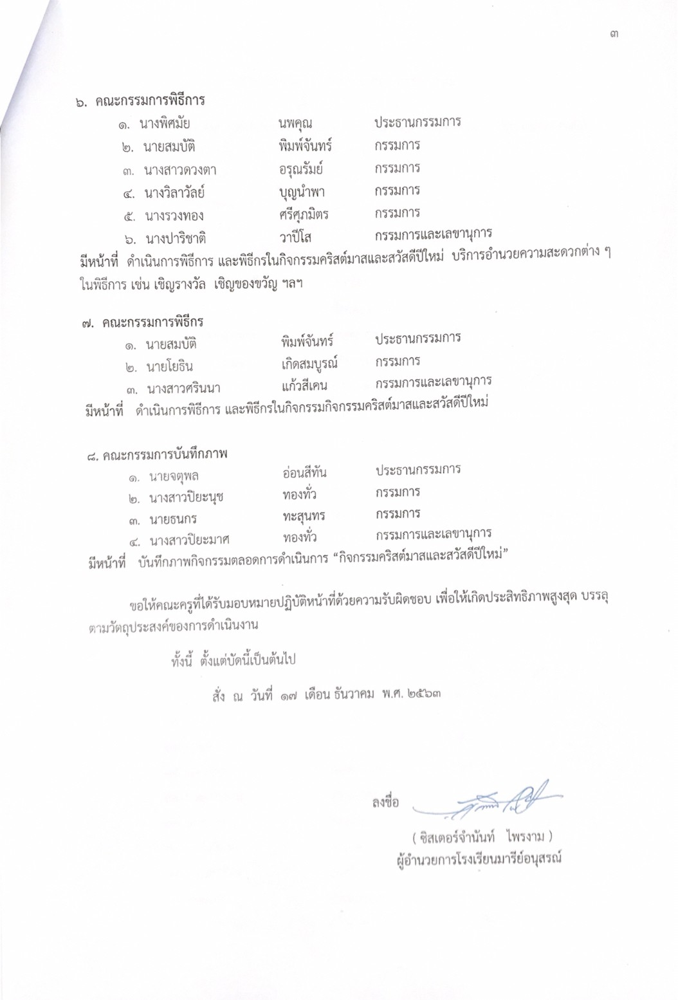 ๓
๖. คณะกรรมการพิธีการ
๑. นางพิศมัย นพคุณ ประธานกรรมการ
๒. นายสมบัติ พิมพ์จันทร์ กรรมการ
๓. นางสาวดวงตา อรุณรัมย์ กรรมการ
๔. นางวิลาวัลย์ บุญนำพา กรรมการ
๕. นางรวงทอง ศรีศุภมิตร กรรมการ
๖. นางปาริชาติ วาปีโส กรรมการและเลขานุการ
มีหน้าที่ ดำเนินการพิธีการ และพิธีกรในกิจกรรมคริสต์มาสและสวัสดีปีใหม่ บริการอำนวยความสะดวกต่าง ๆ
ในพิธีการ เช่น เชิญรางวัล เชิญของขวัญ ฯลฯ
๗. คณะกรรมการพิธีกร
๑. นายสมบัติ พิมพ์จันทร์ ประธานกรรมการ
๒. นายโยธิน เกิดสมบูรณ์ กรรมการ
๓. นางสาวศรินนา แก้วสีเคน กรรมการและเลขานุการ
มีหน้าที่ ดำเนินการพิธีการ และพิธีกรในกิจกรรมกิจกรรมคริสต์มาสและสวัสดีปีใหม่
๘. คณะกรรมการบันทึกภาพ
๑. นายจตุพล อ่อนสีทัน ประธานกรรมการ
๒. นางสาวปิยะนุช ทองทั่ว กรรมการ
๓. นายธนกร ทะสุนทร กรรมการ
๔. นางสาวปิยะมาศ ทองทั่ว กรรมการและเลขานุการ
มีหน้าที่ บันทึกภาพกิจกรรมตลอดการดำเนินการ “กิจกรรมคริสต์มาสและสวัสดีปีใหม่”
ขอให้คณะครูที่ได้รับมอบหมายปฏิบัติหน้าที่ด้วยความรับผิดชอบ เพื่อให้เกิดประสิทธิภาพสูงสุด บรรลุ
ตามวัตถุประสงค์ของการดำเนินงาน
ทั้งนี้ ตั้งแต่บัดนี้เป็นต้นไป
สั่ง ณ วันที่ ๑๗ เดือน ธันวาคม พ.ศ. ๒๕๖๓
ลงชื่อ
( ซิสเตอร์จำนันท์ ไพรงาม )
ผู้อำนวยการโรงเรียนมารีย์อนุสรณ์